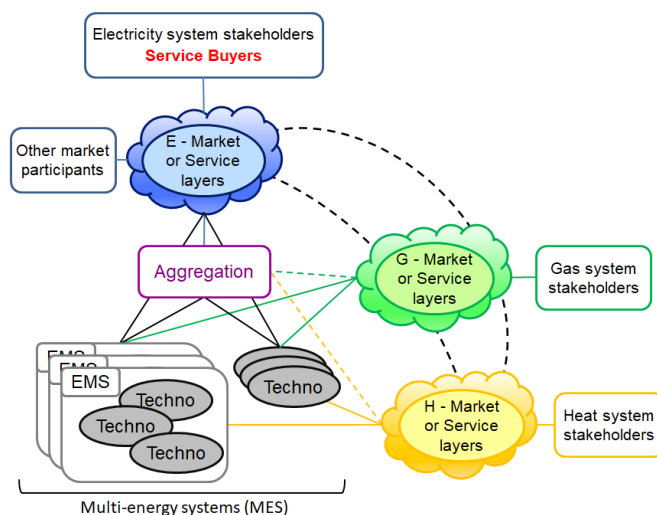 Electricity system stakeholders
Service Buyers
E - Market
or Service
layers
Other market
participants
Aggregation
G - Market
or Service
layers
Gas system
stakeholders
EMS
EMS
EMS
Techno
Techno
Techno
Techno
H - Market
or Service
layers
Heat system
stakeholders
Multi-energy systems (MES)